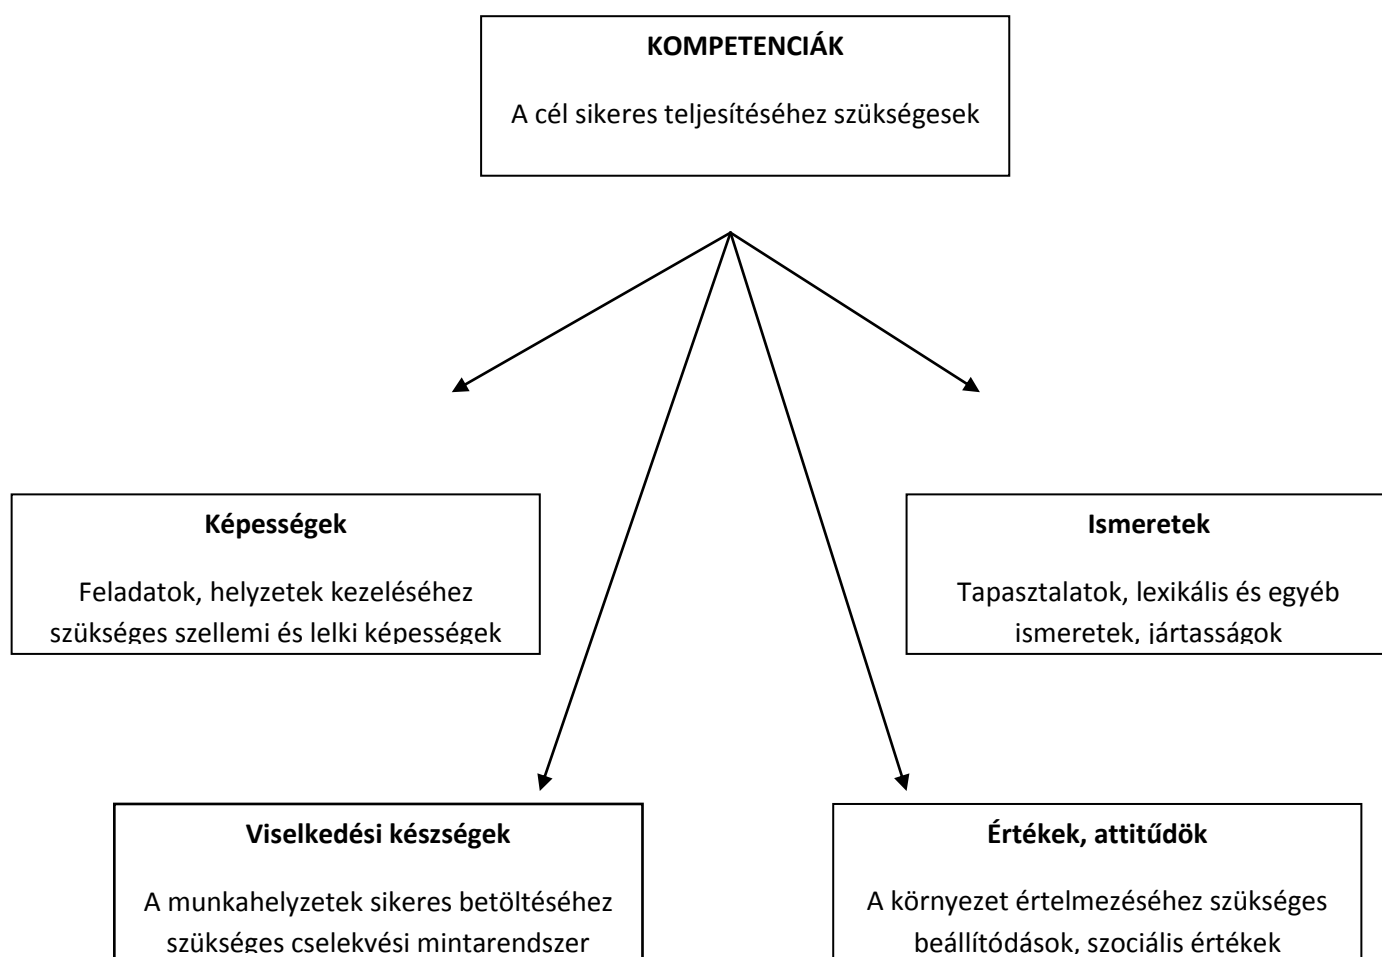 KOMPETENCIÁK
A cél sikeres teljesítéséhez szükségesek
Képességek
Feladatok, helyzetek kezeléséhez
szükséges szellemi és lelki képességek
Ismeretek
Tapasztalatok, lexikális és egyéb
ismeretek, jártasságok
Viselkedési készségek
A munkahelyzetek sikeres betöltéséhez
szükséges cselekvési mintarendszer
Értékek, attitűdök
A környezet értelmezéséhez szükséges
beállítódások, szociális értékek